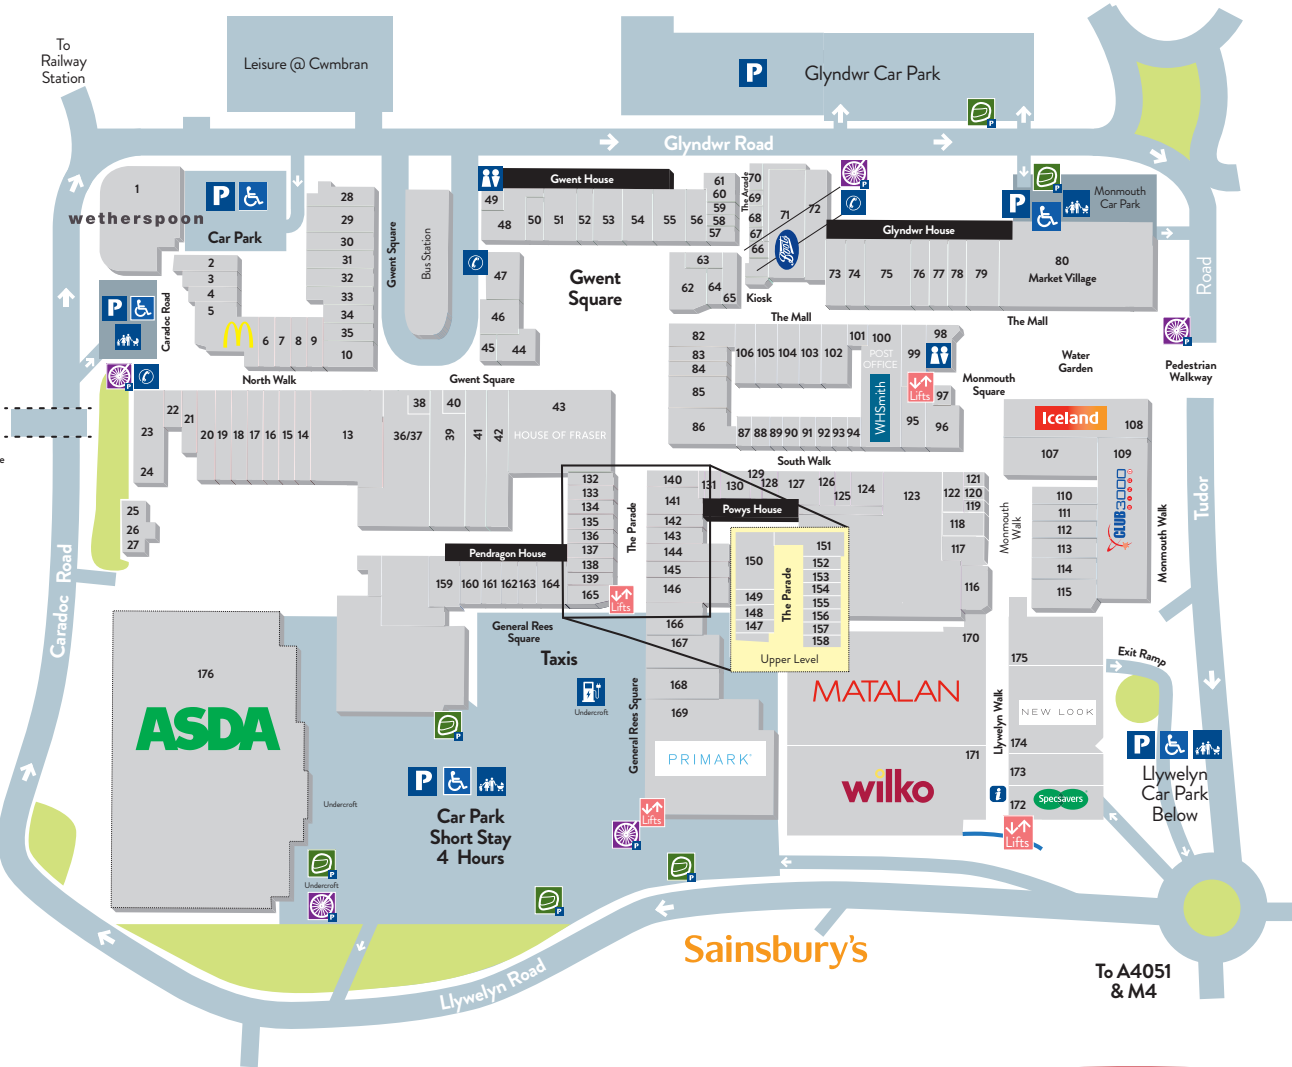 To
Railway
Station
Leisure @ Cwmbran
P
Glyndwr Car Park
Glyndwr Road
1
wetherspoon
P
Car Park
28
29
30
31
32
33
34
35
10
2
3
4
5
6
7
8
9
P
Caradoc Road
North Walk
Gwent Square
Bus Station
Gwent House
49
48
50
51
52
53
54
55
56
61
60
59
58
57
47
46
45
44
Gwent Square
Gwent
Square
The Arcade
70
69
68
67
66
71
72
Boots
63
62
64
65
Kiosk
P
P
P
Monmouth
Car Park
Glyndwr House
73
74
75
76
77
78
79
80
Market Village
The Mall
The Mall
Road
P
Pedestrian
Walkway
Water
Garden
82
83
84
85
86
106
105
104
103
102
101
100
POST
OFFICE
WHSmith
99
98
Lifts
97
95
96
87
88
89
90
91
92
93
94
Monmouth
Square
South Walk
Iceland
108
107
109
CLUB3000
110
111
112
113
114
115
Monmouth
Walk
Monmouth Walk
Tudor
P
e
22
21
23
24
20
19
18
17
16
15
14
13
36/37
38
39
40
41
42
43
HOUSE OF FRASER
25
26
27
132
133
134
135
136
137
138
139
165
The Parade
Lifts
140
141
142
143
144
145
146
131
130
129
128
127
126
125
124
123
122
121
120
119
118
117
116
Powys House
Pendragon House
159
160
161
162
163
164
150
149
148
147
The Parade
151
152
153
154
155
156
157
158
Upper Level
General Rees
Square
Taxis
Undercroft
Caradoc Road
176
ASDA
P
P
Car Park
Short Stay
4 Hours
Undercroft
P
Undercroft
P
P
General Rees Square
166
167
168
169
PRIMARK
Lifts
P
P
170
MATALAN
171
wilko
Llywelyn Walk
175
NEW LOOK
174
173
i
172
Specsavers
Lifts
Exit Ramp
P
Llywelyn
Car Park
Below
Sainsbury's
Llywelyn Road
To A4051
& M4